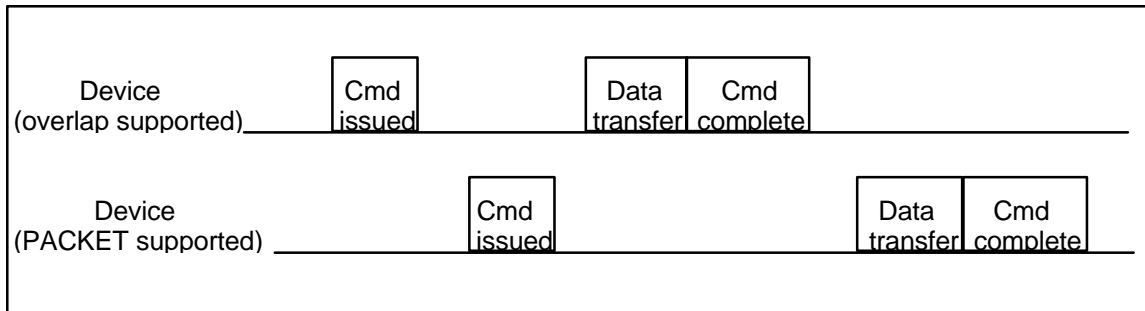 Device
(overlap supported)
Cmd
issued
Data
transfer
Cmd
complete
Device
(PACKET supported)
Cmd
issued
Data
transfer
Cmd
complete